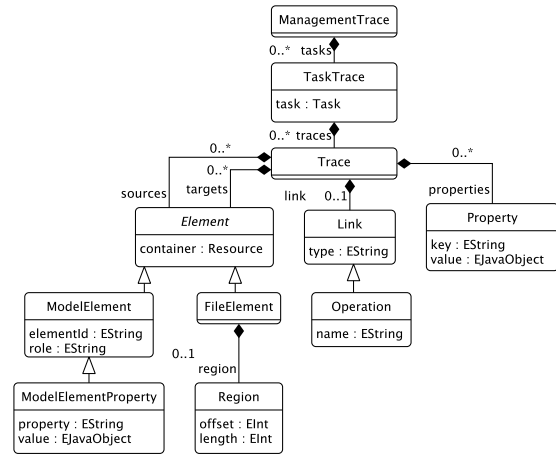 ManagementTrace
0..* tasks
TaskTrace
task : Task
0..* traces
Trace
0..*
0..*
0..*
sources
targets
link 0..1
properties
Element
container : Resource
Link
type : EString
Property
key : EString
value : EJavaObject
ModelElement
elementId : EString
role : EString
FileElement
Operation
name : EString
0..1
region
ModelElementProperty
property : EString
value : EJavaObject
Region
offset : EInt
length : EInt